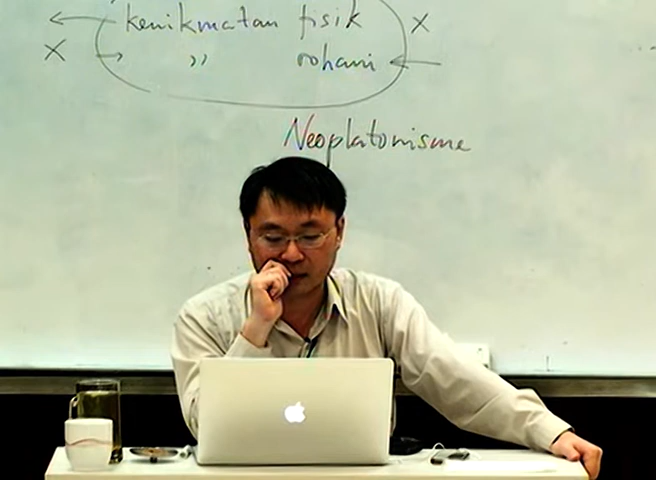 kenikmatan fisik X
X " rohani
Neoplatonisme